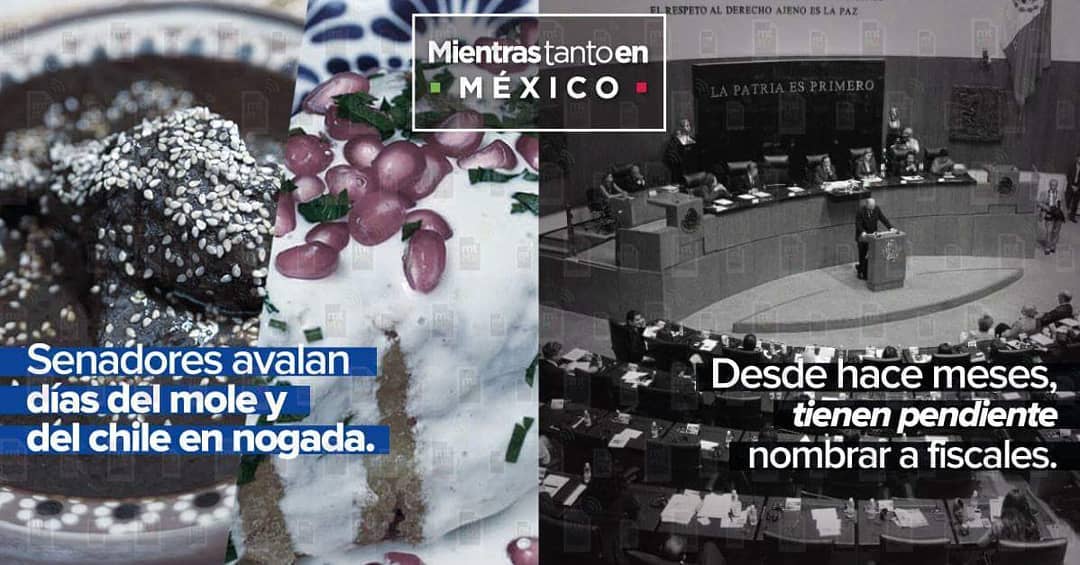 EL RESPETO AL DERECHO AJENO ES LA PAZ
Mientras tanto en
MÉXICO
LA PATRIA ES PRIMERO
Senadores avalan
días del mole y
del chile en nogada.
Desde hace meses,
tienen pendiente
nombrar a fiscales.
mt